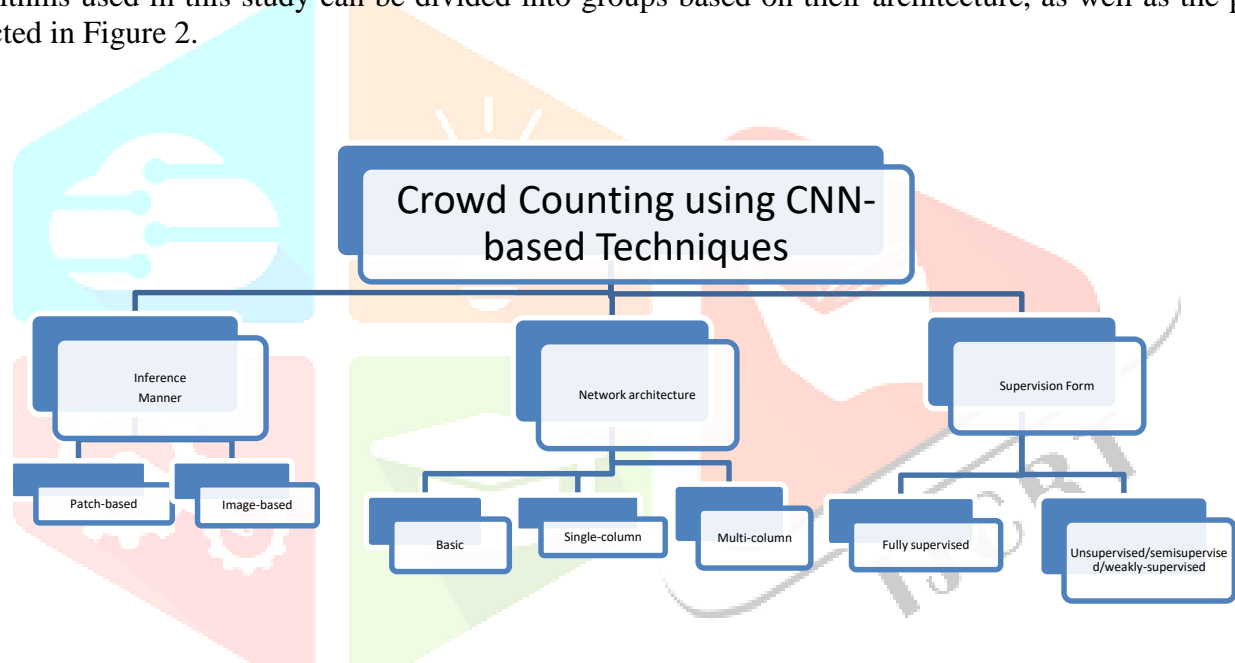 used in this study can be divided into groups based on their architecture, as well as the
in Figure 2.
Crowd Counting using CNN-
based Techniques
Inference
Manner
Network architecture
Supervision Form
Patch-based
Image-based
Basic
Single-column
Multi-column
Fully supervised
Unsupervised/semisupervise
d/weakly-supervised
IJCRT